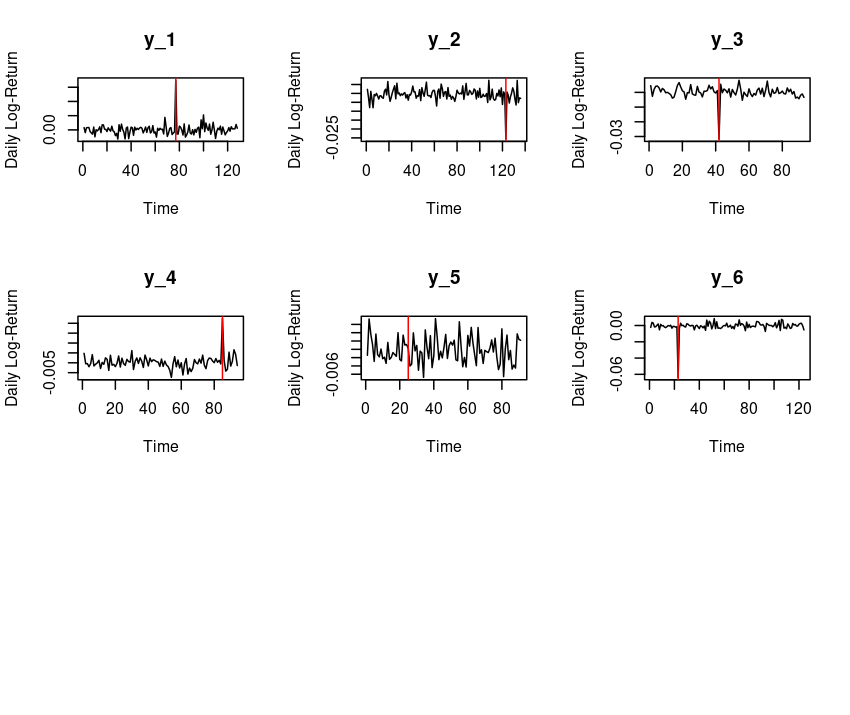 y_1
Daily Log-Return
0.00
0 40 80 120
Time
y_2
Daily Log-Return
-0.025
0 40 80 120
Time
y_3
Daily Log-Return
-0.03
0 20 40 60 80
Time
y_4
Daily Log-Return
-0.005
0 20 40 60 80
Time
y_5
Daily Log-Return
-0.006
0 20 40 60 80
Time
y_6
Daily Log-Return
0.00
-0.06
0 40 80 120
Time